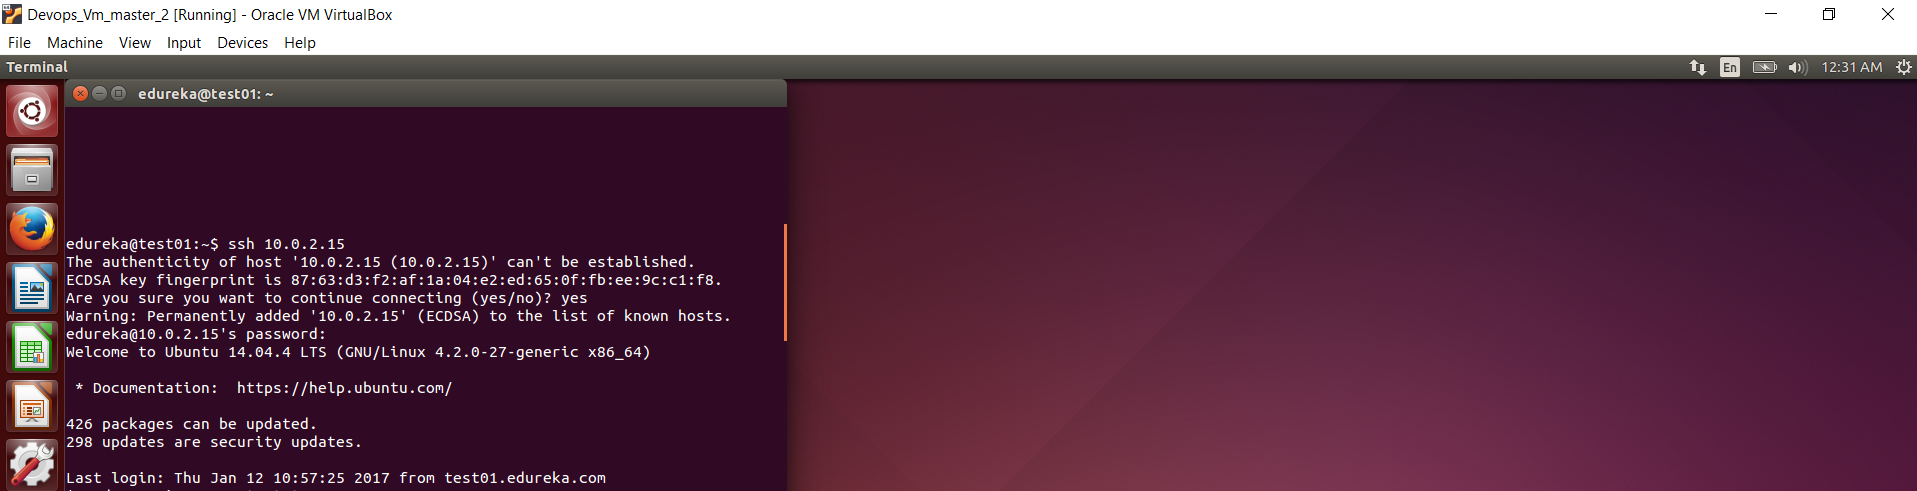 Devops_Vm_master_2 [Running] - Oracle VM VirtualBox
File Machine View Input Devices Help
Terminal
En
12:31 AM
edureka@test01: ~
edureka@test01:~$ ssh 10.0.2.15
The authenticity of host '10.0.2.15 (10.0.2.15)' can't be established.
ECDSA key fingerprint is 87:63:d3:f2:af:1a:04:e2:ed:65:0f:fb:ee:9c:c1:f8.
Are you sure you want to continue connecting (yes/no)? yes
Warning: Permanently added '10.0.2.15' (ECDSA) to the list of known hosts.
edureka@10.0.2.15's password:
Welcome to Ubuntu 14.04.4 LTS (GNU/Linux 4.2.0-27-generic x86_64)
* Documentation:  https://help.ubuntu.com/
426 packages can be updated.
298 updates are security updates.
Last login: Thu Jan 12 10:57:25 2017 from test01.edureka.com